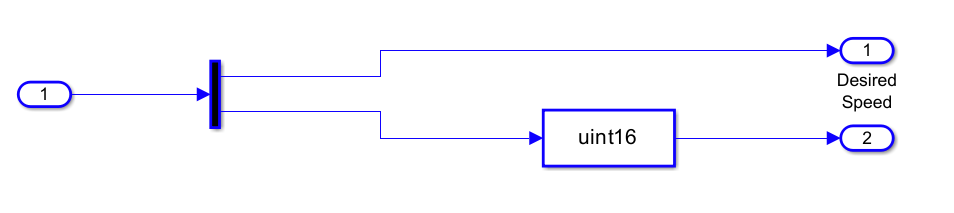 1
1
Desired
Speed
uint16
2